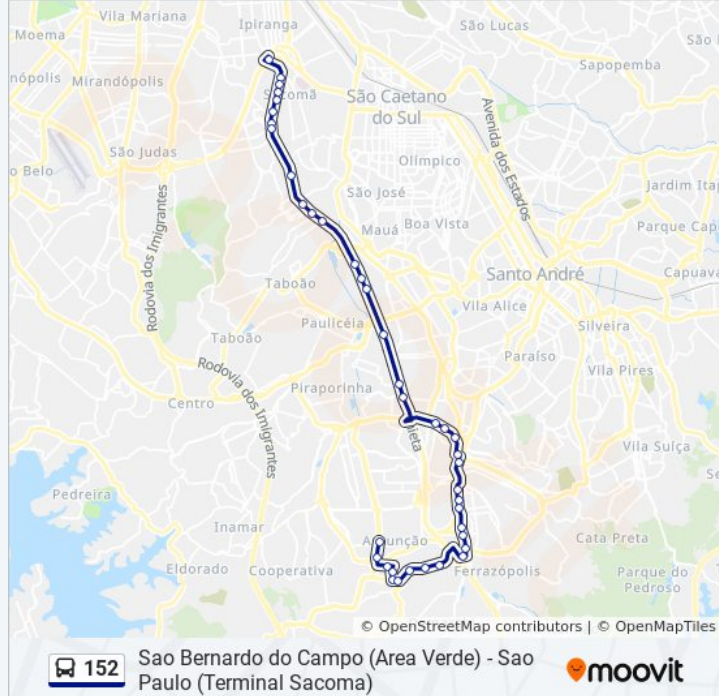 Vila Mariana
Ipiranga
Moema
São Lucas
nópolis
Mirandópolis
São J
Sapopemba
S comã
São Caetano
do Sul
São Judas
o Belo
Avenida dos Estados
Olímpico
São José
Jardim Itap
Rodovia dos Imigrantes
Mauá
Boa Vista
Parque Cap
Taboão
Santo André
Capuava
Vila Alice
Paulicéia
Silveira
Taboão
Paraíso
Vila Pires
Rodovia dos Imigrantes
Piraporinha
Centro
hieta
Vila Suíça
Pedreira
Inamar
A unção
Cata Preta
Eldorado
Cooperativa
Ferrazópolis
Parque do
Pedroso
© OpenStreetMap contributors | © OpenMapTiles
152
Sao Bernardo do Campo (Area Verde) - Sao
Paulo (Terminal Sacoma)
moovit